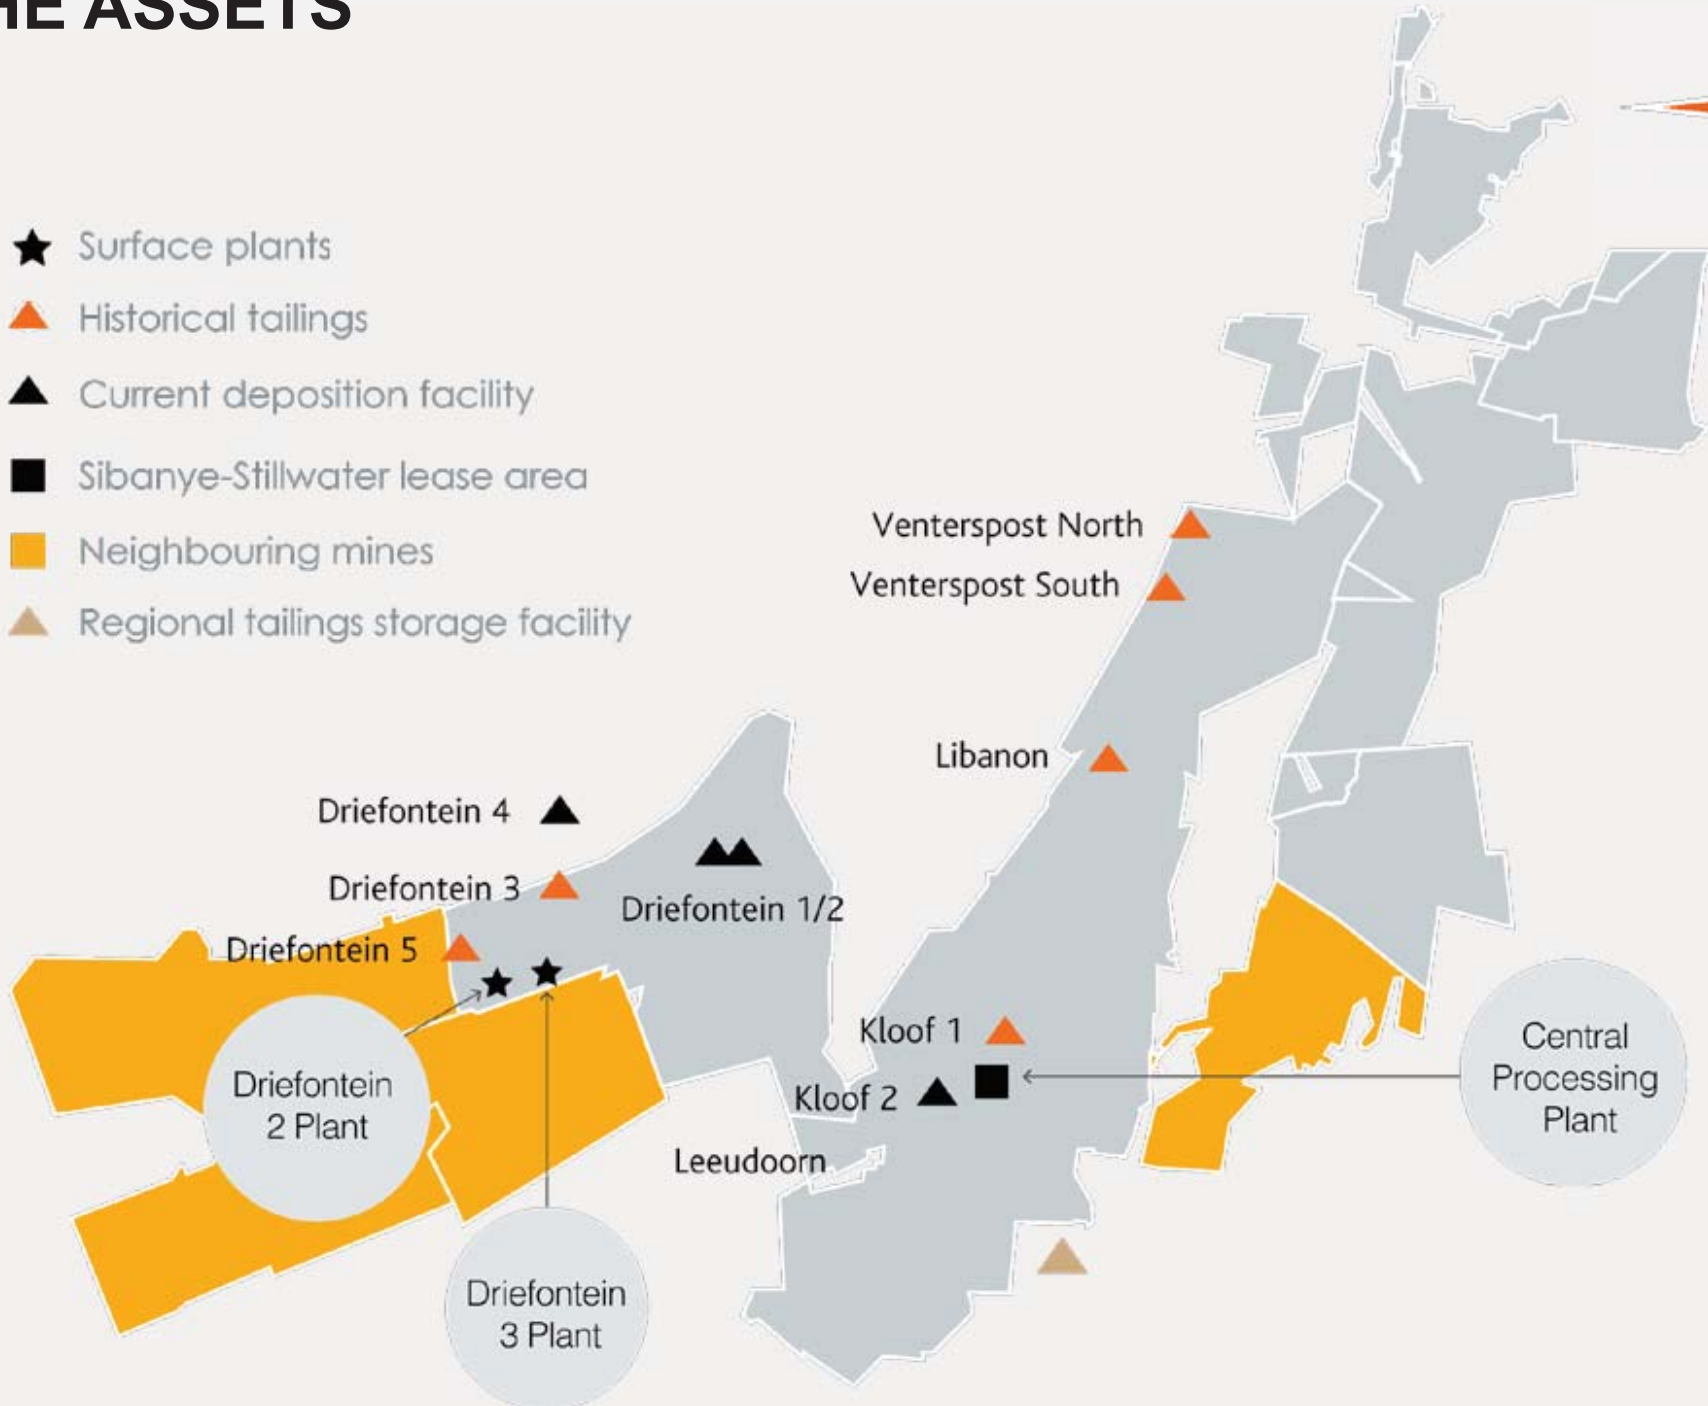 HE ASSETS
Surface plants
Historical tailings
Current deposition facility
Sibanye-Stillwater lease area
Neighbouring mines
Regional tailings storage facility
Venterspost North
Venterspost South
Libanon
Driefontein 4
Driefontein 3
Driefontein 1/2
Driefontein 5
Kloof 1
Kloof 2
Leeudoorn
Driefontein
2 Plant
Driefontein
3 Plant
Central
Processing
Plant